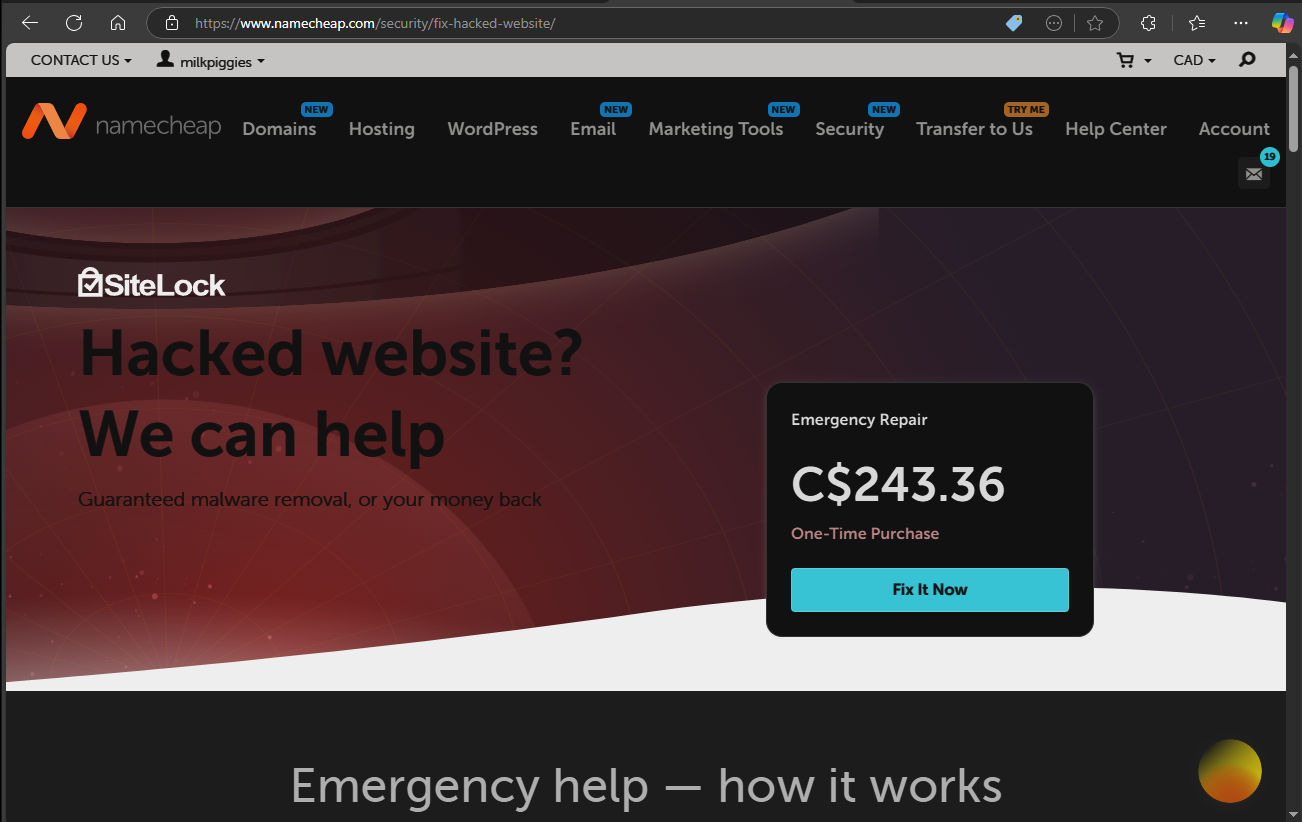 https://www.namecheap.com/security/fix-hacked-website/
CONTACT US
milkpiggies
CAD
namecheap
NEW
Domains
Hosting
WordPress
NEW
Email
NEW
Marketing Tools
NEW
Security
TRY ME
Transfer to Us
Help Center
Account
19
SiteLock
Hacked website?
We can help
Guaranteed malware removal, or your money back
Emergency Repair
C$243.36
One-Time Purchase
Fix It Now
Emergency help — how it works